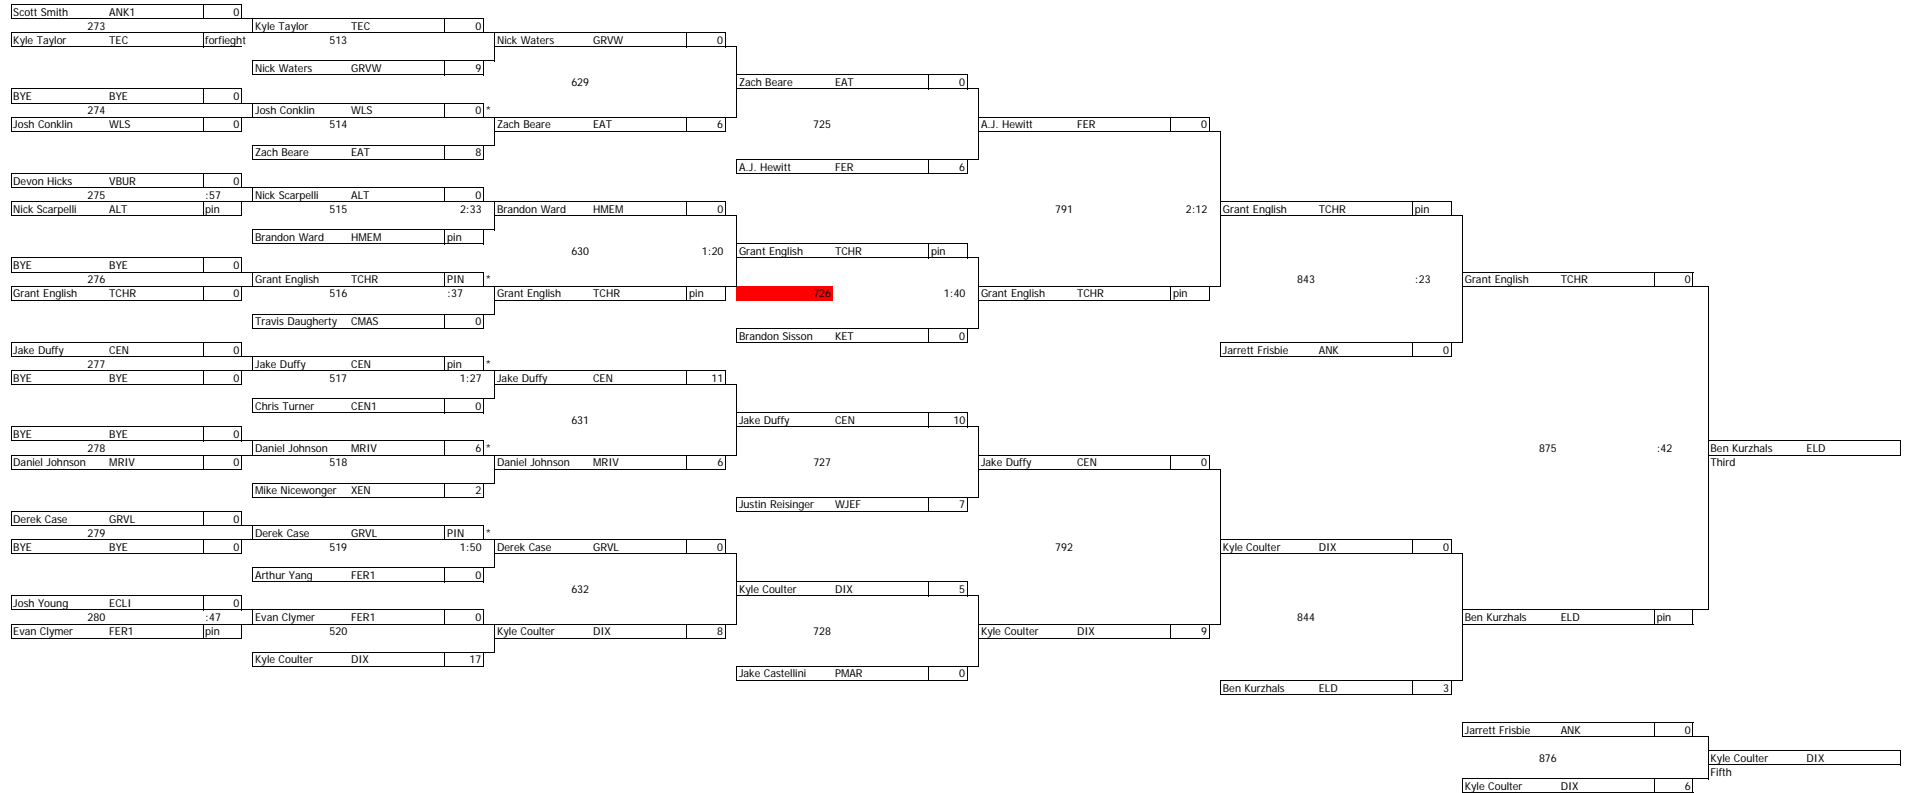 Scott Smith ANK1 0
273 Kyle Taylor TEC 0
Kyle Taylor TEC forfieght 513 Nick Waters GRVW 0
Nick Waters GRVW 9
629 Zach Beare EAT 0
BYE BYE 0
274 Josh Conklin WLS 0 *
Josh Conklin WLS 0 514 Zach Beare EAT 6 725 A.J. Hewitt FER 0
Zach Beare EAT 8
A.J. Hewitt FER 6
Devon Hicks VBUR 0
275 :57 Nick Scarpelli ALT 0
Nick Scarpelli ALT pin 515 2:33 Brandon Ward HMEM 0 791 2:12 Grant English TCHR pin
Brandon Ward HMEM pin
630 1:20 Grant English TCHR pin
BYE BYE 0
276 Grant English TCHR PIN * 843 :23 Grant English TCHR 0
Grant English TCHR 0 516 :37 Grant English TCHR pin 726 1:40 Grant English TCHR pin
Travis Daugherty CMAS 0
Brandon Sisson KET 0
Jake Duffy CEN 0 Jarrett Frisbie ANK 0
277 Jake Duffy CEN pin *
BYE BYE 0 517 1:27 Jake Duffy CEN 11
Chris Turner CEN1 0
631 Jake Duffy CEN 10
BYE BYE 0
278 Daniel Johnson MRIV 6 * 875 :42 Ben Kurzhals ELD
Daniel Johnson MRIV 0 518 Daniel Johnson MRIV 6 727 Jake Duffy CEN 0 Third
Mike Nicewonger XEN 2
Justin Reisinger WJEF 7
Derek Case GRVL 0
279 Derek Case GRVL PIN *
BYE BYE 0 519 1:50 Derek Case GRVL 0 792 Kyle Coulter DIX 0
Arthur Yang FER1 0
632 Kyle Coulter DIX 5
Josh Young ECLI 0
280 :47 Evan Clymer FER1 0 844 Ben Kurzhals ELD pin
Evan Clymer FER1 pin 520 Kyle Coulter DIX 8 728 Kyle Coulter DIX 9
Kyle Coulter DIX 17
Jake Castellini PMAR 0
Ben Kurzhals ELD 3
Jarrett Frisbie ANK 0
876 Kyle Coulter DIX
Fifth
Kyle Coulter DIX 6